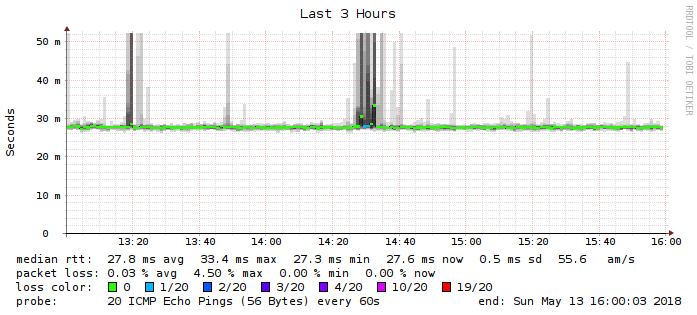 Last 3 Hours
RRDTOOL / TOBI OETIKER
Seconds
50 m
40 m
30 m
20 m
10 m
0
13:20 13:40 14:00 14:20 14:40 15:00 15:20 15:40 16:00
median rtt: 27.8 ms avg 33.4 ms max 27.3 ms min 27.6 ms now 0.5 ms sd 55.6 am/s
packet loss: 0.03 % avg 4.50 % max 0.00 % min 0.00 % now
loss color: 0 1/20 2/20 3/20 4/20 10/20 19/20
probe: 20 ICMP Echo Pings (56 Bytes) every 60s end: Sun May 13 16:00:03 2018